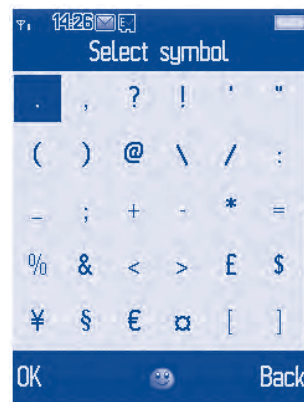 14:26
Select symbol
. , ? ! ' "
( ) @ \ / :
_ ; + - * =
% & < > £ $
¥ § € ¤ [ ]
OK Back